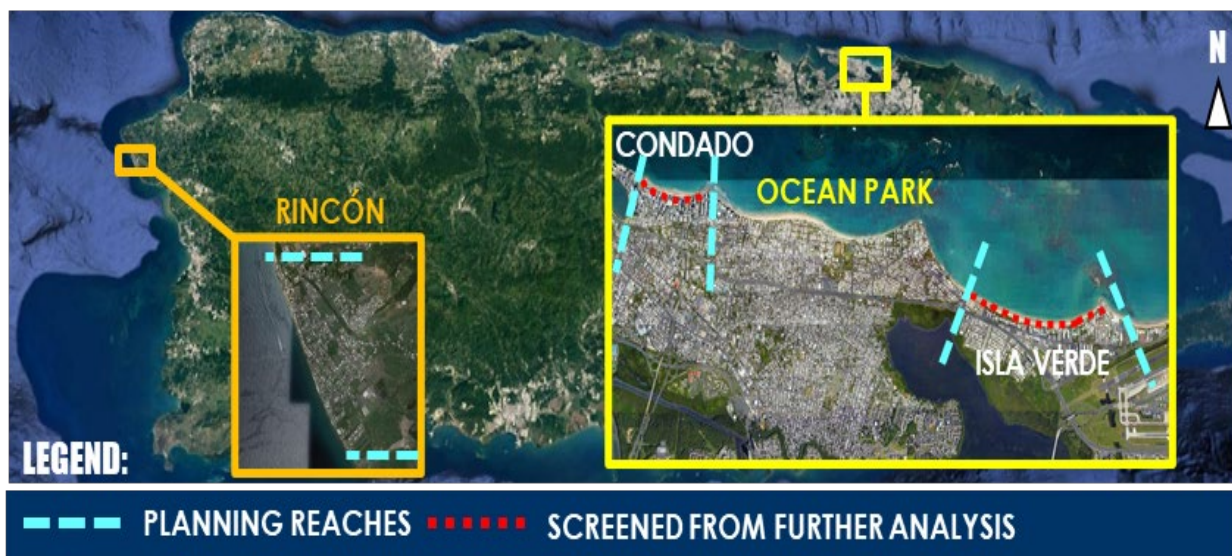 N
CONDADO
OCEAN PARK
RINCÓN
ISLA VERDE
LEGEND:
PLANNING REACHES
SCREENED FROM FURTHER ANALYSIS